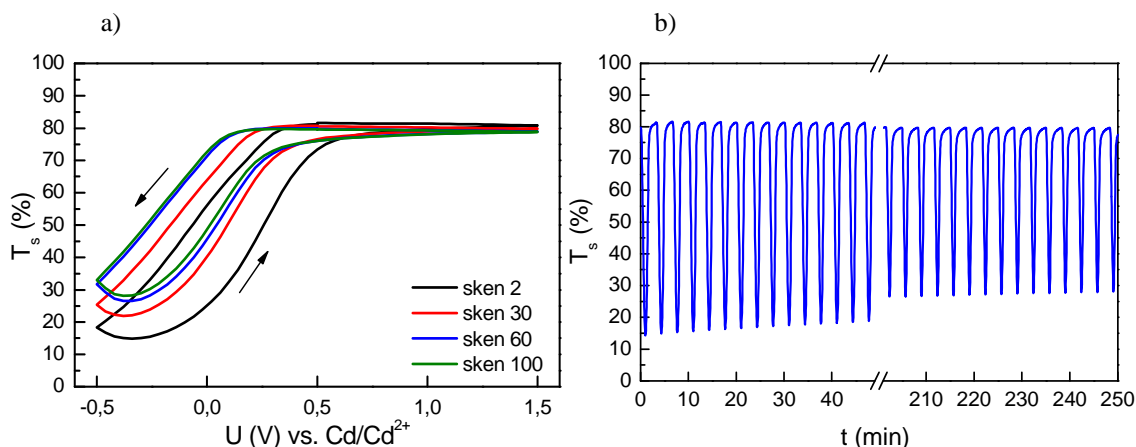 a)
100
90
80
70
60
50
40
30
20
10
0
T_s (%)
-0,5 0,0 0,5 1,0 1,5
U (V) vs. Cd/Cd²⁺
sken 2
sken 30
sken 60
sken 100
b)
100
90
80
70
60
50
40
30
20
10
0
T_s (%)
0 10 20 30 40 210 220 230 240 250
t (min)